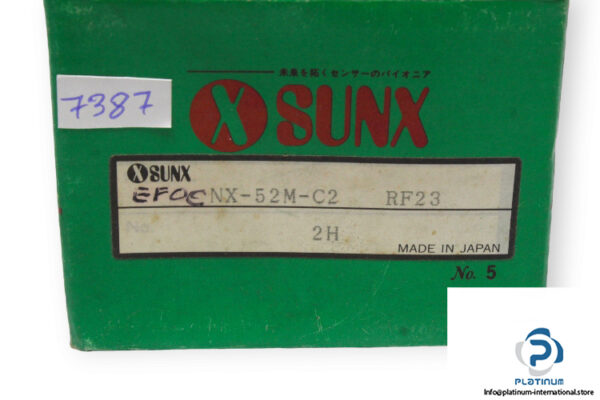 未来を拓くセンサーのパイオニア
7387
SUNX
SUNX
EFOC NX-52M-C2 RF23
No.
2H
MADE IN JAPAN
No. 5
PLATINUM
Info@platinum-international.store